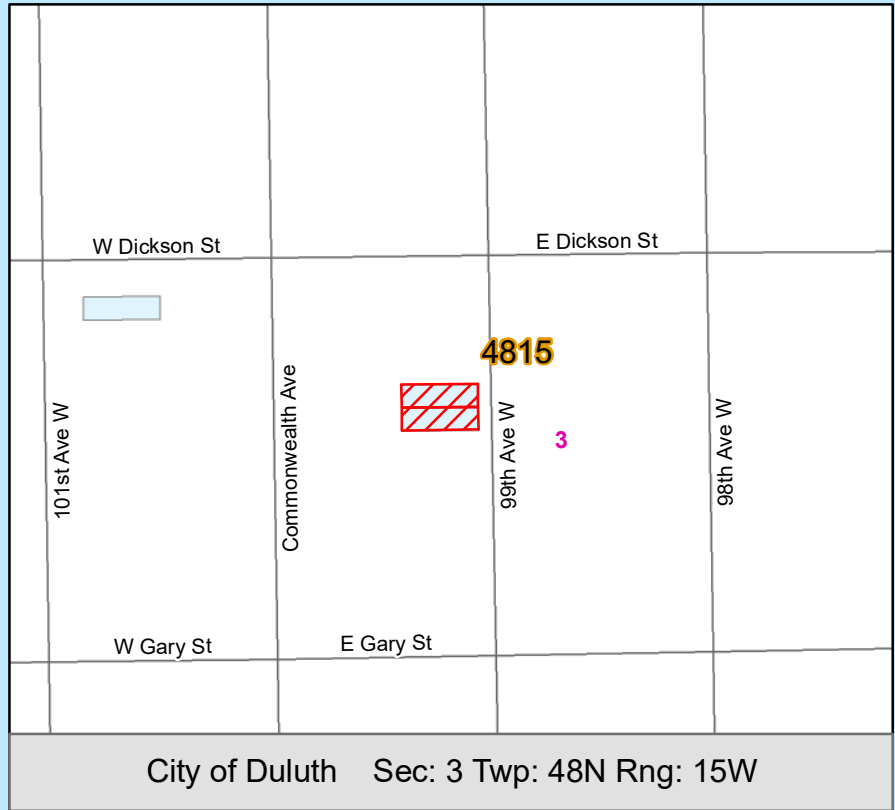 W Dickson St
E Dickson St
4815
101st Ave W
Commonwealth Ave
99th Ave W
3
98th Ave W
W Gary St
E Gary St
City of Duluth Sec: 3 Twp: 48N Rng: 15W